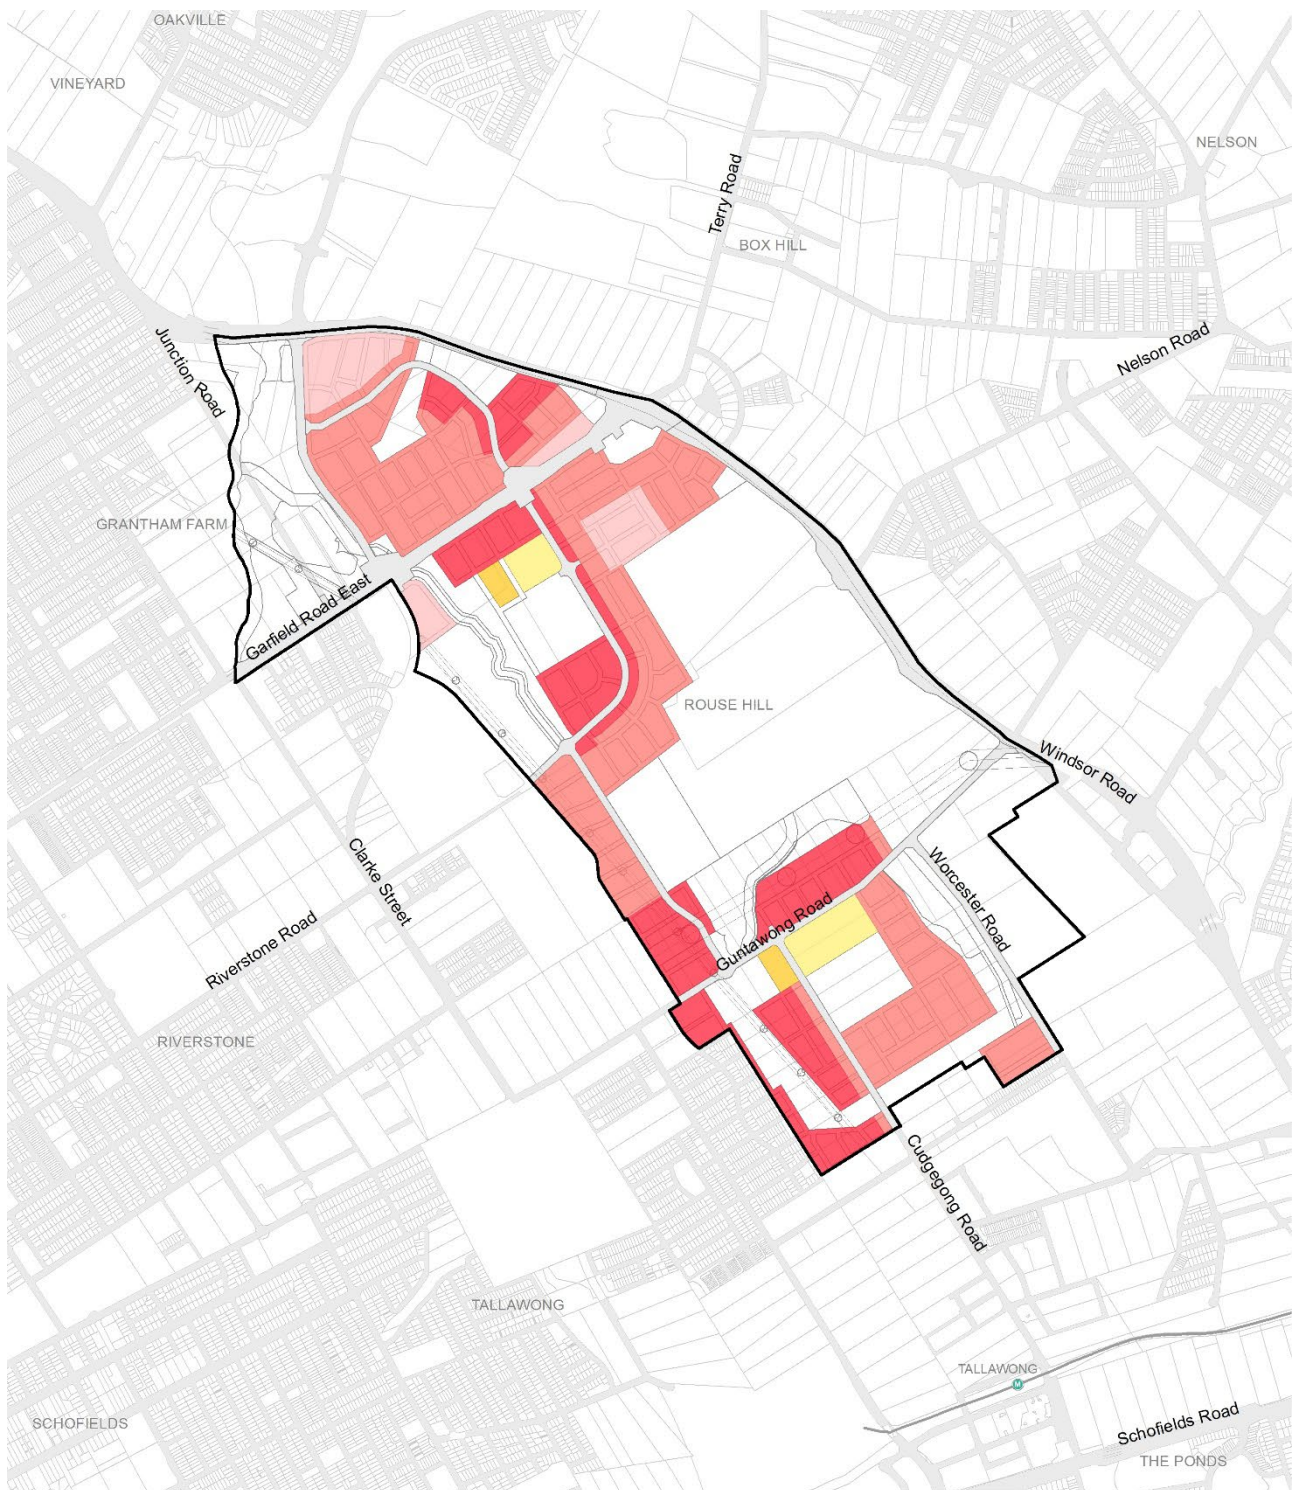 OAKVILLE
VINEYARD
NELSON
Terry Road
BOX HILL
Junction Road
Nelson Road
GRANTHAM FARM
Garfield Road East
ROUSE HILL
Windsor Road
Clarke Street
Worcester Road
Guntawong Road
Riverstone Road
RIVERSTONE
Cudgegong Road
TALLAWONG
TALLAWONG
M
SCHOFIELDS
Schofields Road
THE PONDS